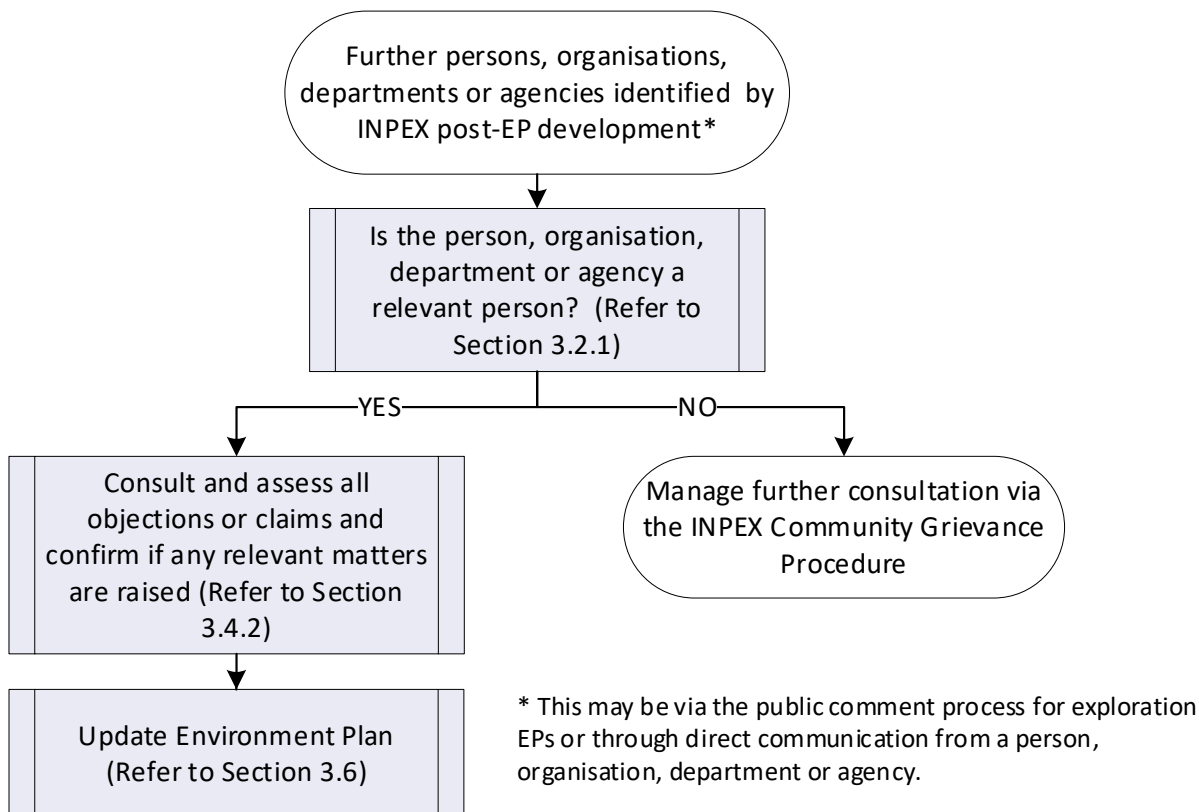 Further persons, organisations,
departments or agencies identified by
INPEX post-EP development*
Is the person, organisation,
department or agency a
relevant person? (Refer to
Section 3.2.1)
YES
NO
Consult and assess all
objections or claims and
confirm if any relevant matters
are raised (Refer to Section
3.4.2)
Manage further consultation via
the INPEX Community Grievance
Procedure
Update Environment Plan
(Refer to Section 3.6)
* This may be via the public comment process for exploration
EPs or through direct communication from a person,
organisation, department or agency.